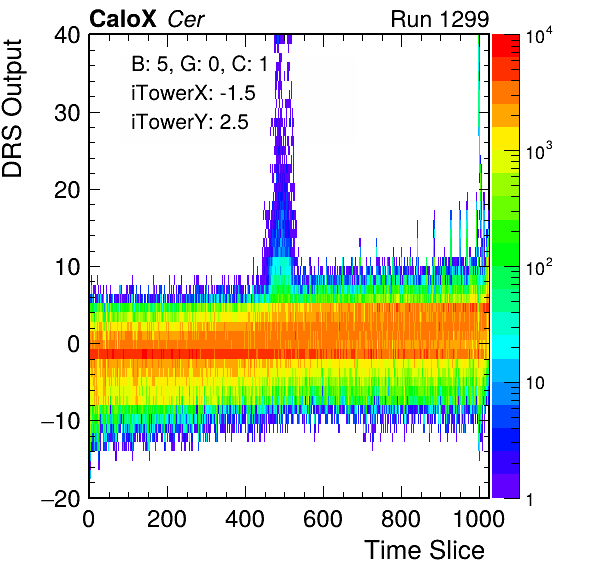 CaloX Cer Run 1299
B: 5, G: 0, C: 1
iTowerX: -1.5
iTowerY: 2.5
DRS Output
40
30
20
10
0
−10
−20
0 200 400 600 800 1000
Time Slice
10^4
10^3
10^2
10
1